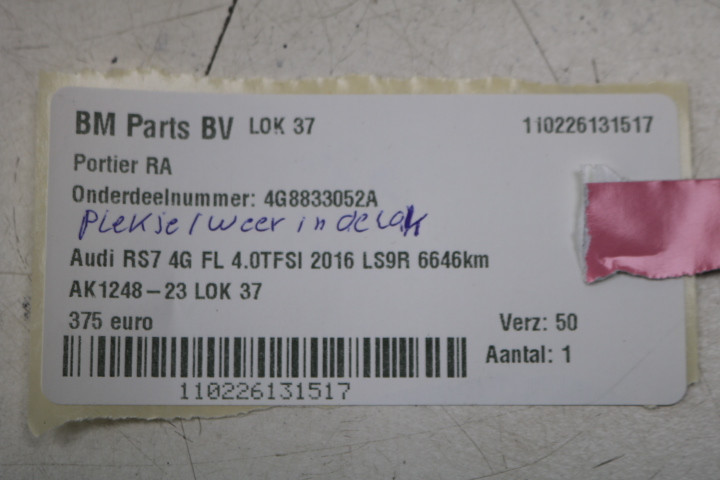 BM Parts BV LOK 37 110226131517
Portier RA
Onderdeelnummer: 4G8833052A
Plekje / weer in de lak
Audi RS7 4G FL 4.0TFSI 2016 LS9R 6646km
AK1248-23 LOK 37
375 euro Verz: 50
Aantal: 1
110226131517